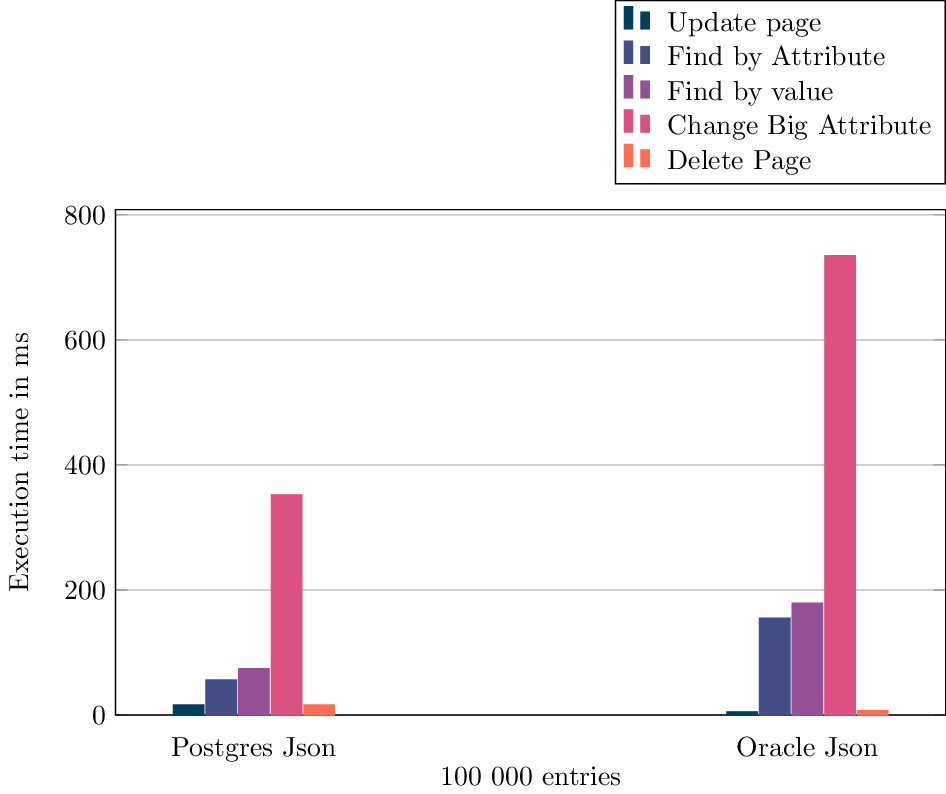 Update page
Find by Attribute
Find by value
Change Big Attribute
Delete Page
800
600
400
200
0
Execution time in ms
Postgres Json
Oracle Json
100 000 entries